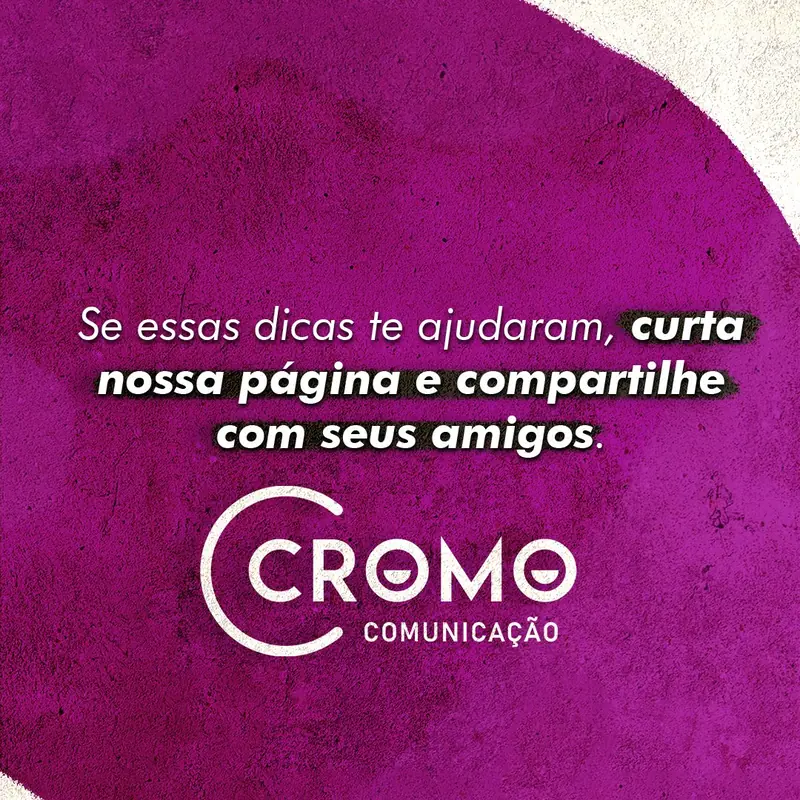 Se essas dicas te ajudaram, curta
nossa página e compartilhe
com seus amigos.
CROMO
COMUNICAÇÃO